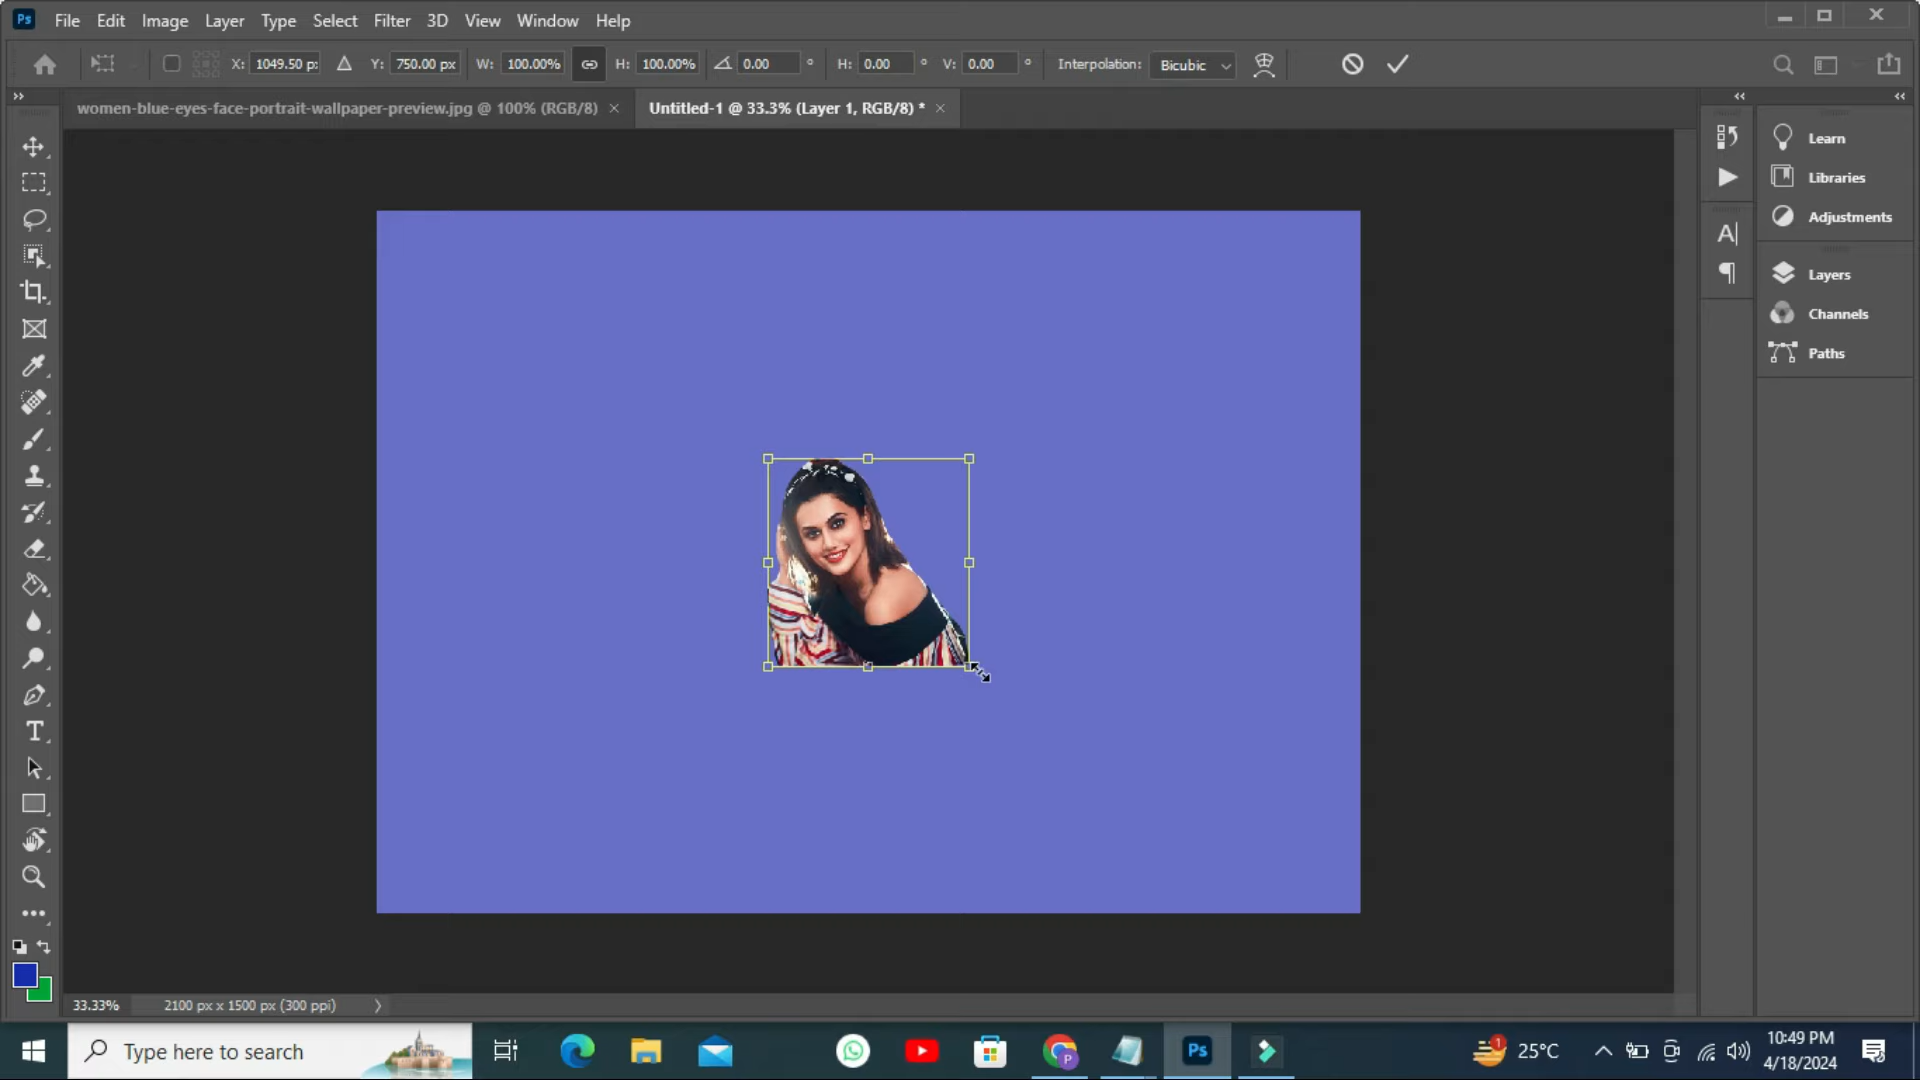 Ps File Edit Image Layer Type Select Filter 3D View Window Help
X: 1049.50 p: Y: 750.00 px W: 100.00% H: 100.00% 0.00 ° H: 0.00 ° V: 0.00 ° Interpolation: Bicubic
women-blue-eyes-face-portrait-wallpaper-preview.jpg @ 100% (RGB/8) × Untitled-1 @ 33.3% (Layer 1, RGB/8) * ×
Learn
Libraries
Adjustments
Layers
Channels
Paths
33.33% 2100 px x 1500 px (300 ppi)
Type here to search
P
Ps
1
25°C
10:49 PM
4/18/2024